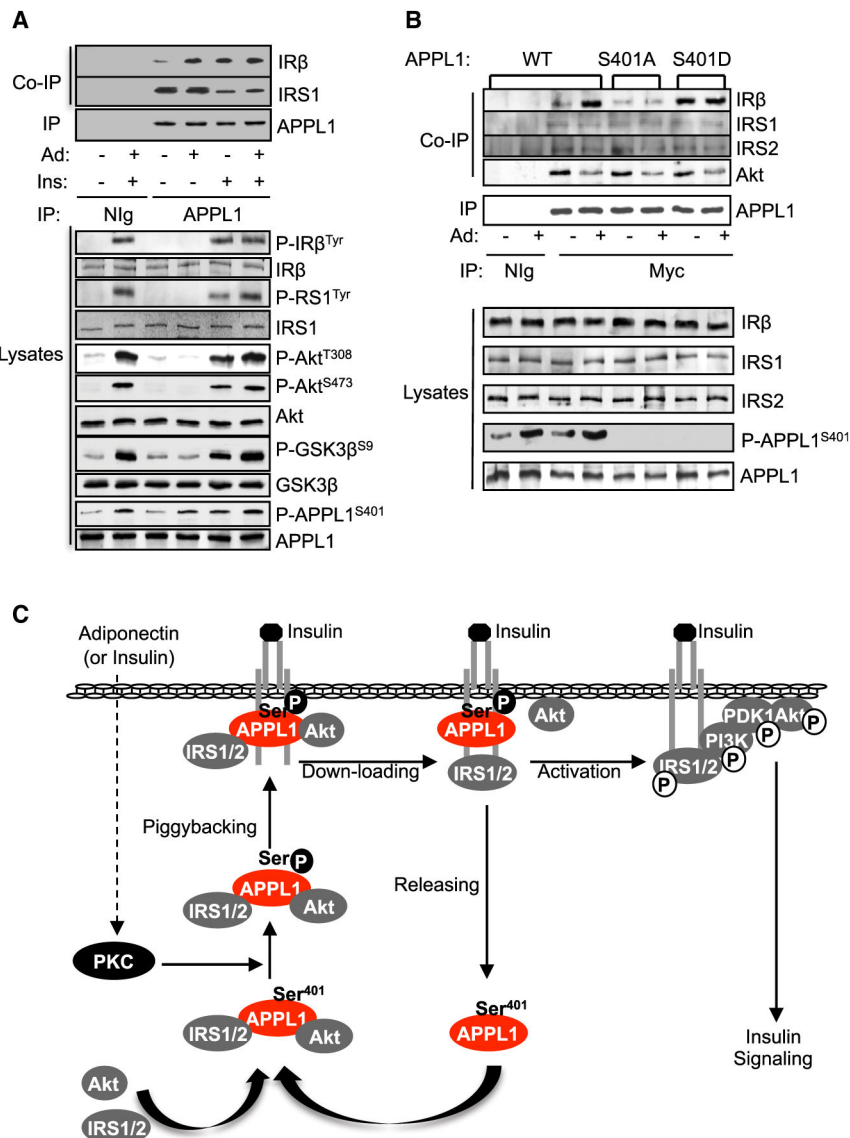 A
Co-IP
IRβ
IRS1
IP
APPL1
Ad: - + - + - +
Ins: - + - - + +
IP: NIg APPL1
Lysates
P-IRβTyr
IRβ
P-RS1Tyr
IRS1
P-AktT308
P-AktS473
Akt
P-GSK3βS9
GSK3β
P-APPL1S401
APPL1
B
APPL1: WT S401A S401D
Co-IP
IRβ
IRS1
IRS2
Akt
IP
APPL1
Ad: - + - + - + - +
IP: NIg Myc
Lysates
IRβ
IRS1
IRS2
P-APPL1S401
APPL1
C
Adiponectin
(or Insulin)
Insulin
Insulin
Insulin
Ser P
APPL1
Akt
IRS1/2
Down-loading
Ser P
APPL1
Akt
IRS1/2
Activation
PDK1 Akt P
PI3K P
IRS1/2 P
P
Piggybacking
Ser P
APPL1
IRS1/2
Akt
Releasing
PKC
Ser401
APPL1
IRS1/2
Akt
Ser401
APPL1
Insulin
Signaling
Akt
IRS1/2